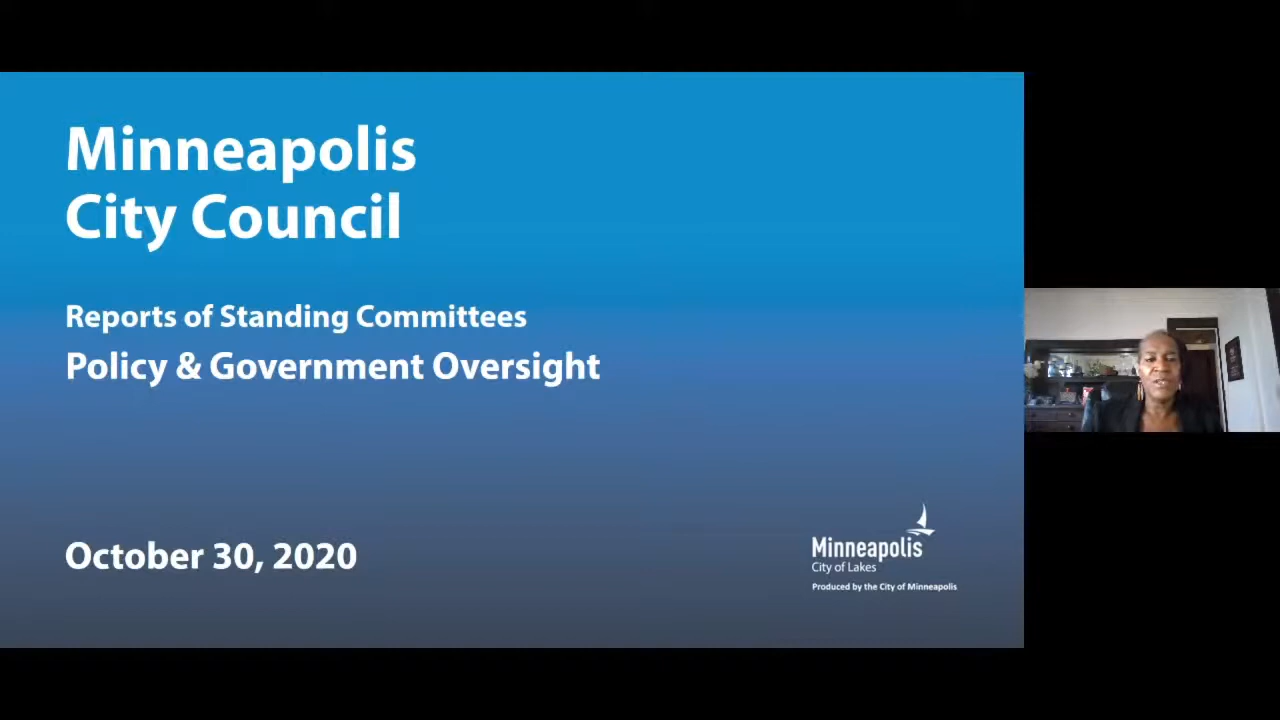 Minneapolis
City Council
Reports of Standing Committees
Policy & Government Oversight
October 30, 2020
Minneapolis
City of Lakes
Produced by the City of Minneapolis